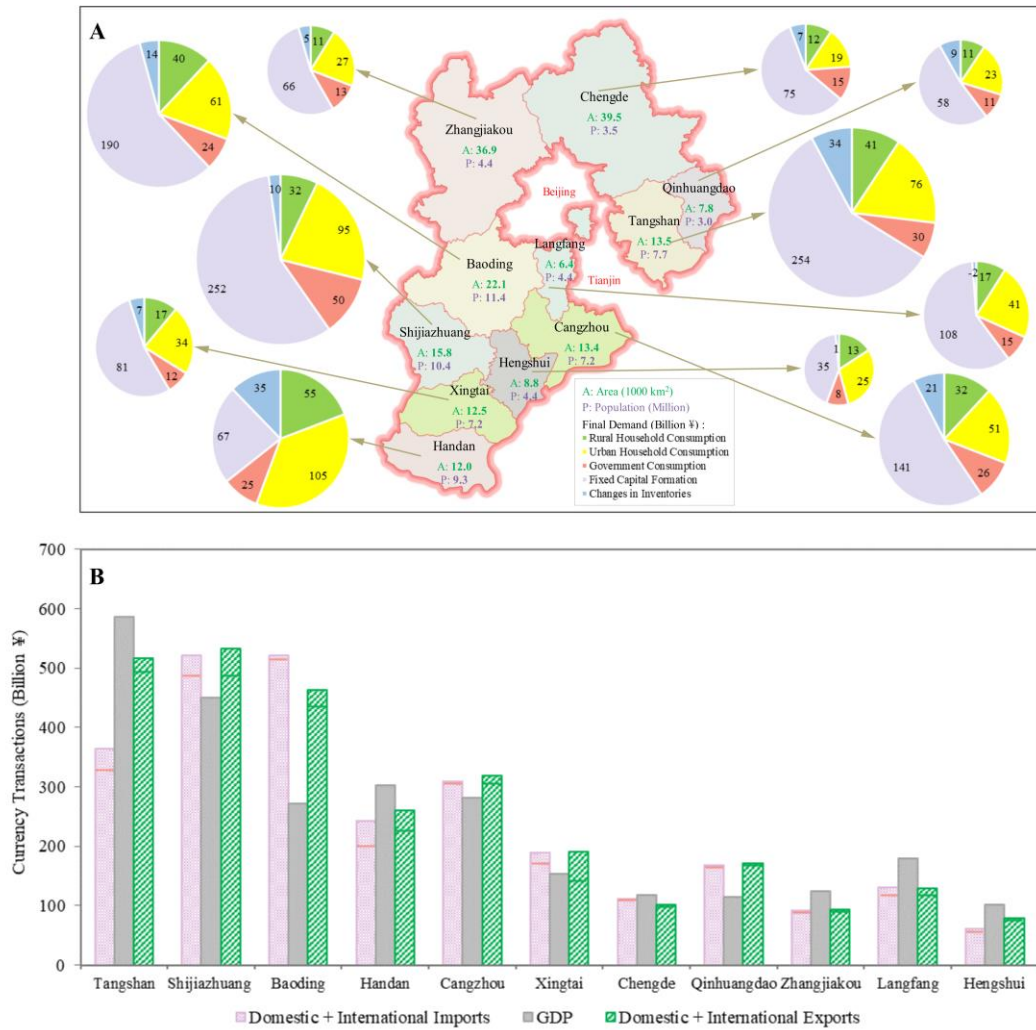 A
14
40
61
24
190
5
11
27
13
66
7
12
19
15
75
9
11
23
11
58
Chengde
A: 39.5
P: 3.5
Zhangjiakou
A: 36.9
P: 4.4
34
41
76
30
254
Beijing
Qinhuangdao
A: 7.8
P: 3.0
Tangshan
A: 13.5
P: 7.7
10
32
95
50
252
Langfang
A: 6.4
P: 4.4
Tianjin
Baoding
A: 22.1
P: 11.4
-2
17
41
15
108
7
17
34
12
81
Shijiazhuang
A: 15.8
P: 10.4
Cangzhou
A: 13.4
P: 7.2
Hengshui
A: 8.8
P: 4.4
1
13
25
8
35
Xingtai
A: 12.5
P: 7.2
35
55
105
25
67
Handan
A: 12.0
P: 9.3
21
32
51
26
141
A: Area (1000 km²)
P: Population (Million)
Final Demand (Billion ¥) :
Rural Household Consumption
Urban Household Consumption
Government Consumption
Fixed Capital Formation
Changes in Inventories
B
Currency Transactions (Billion ¥)
700
600
500
400
300
200
100
0
Tangshan Shijiazhuang Baoding Handan Cangzhou Xingtai Chengde Qinhuangdao Zhangjiakou Langfang Hengshui
Domestic + International Imports GDP Domestic + International Exports